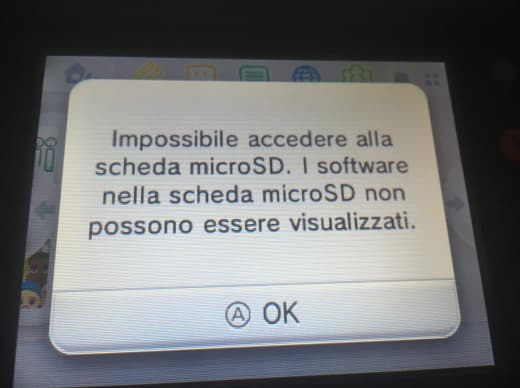 Impossibile accedere alla
scheda microSD. I software
nella scheda microSD non
possono essere visualizzati.
Ⓐ OK